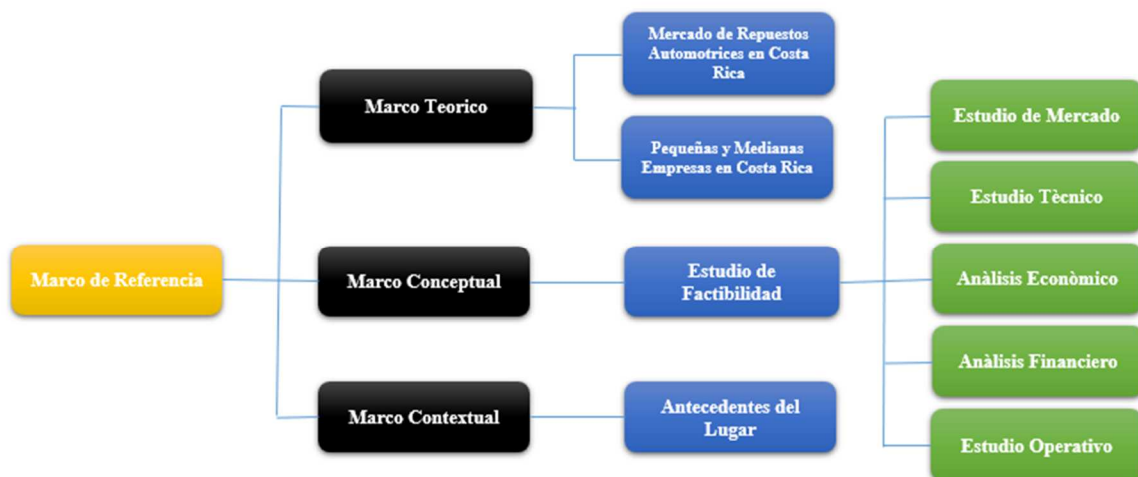 Marco de Referencia
Marco Teorico
Mercado de Repuestos
Automotrices en Costa
Rica
Pequeñas y Medianas
Empresas en Costa Rica
Marco Conceptual
Estudio de
Factibilidad
Estudio de Mercado
Estudio Tècnico
Anàlisis Econòmico
Anàlisis Financiero
Estudio Operativo
Marco Contextual
Antecedentes del
Lugar